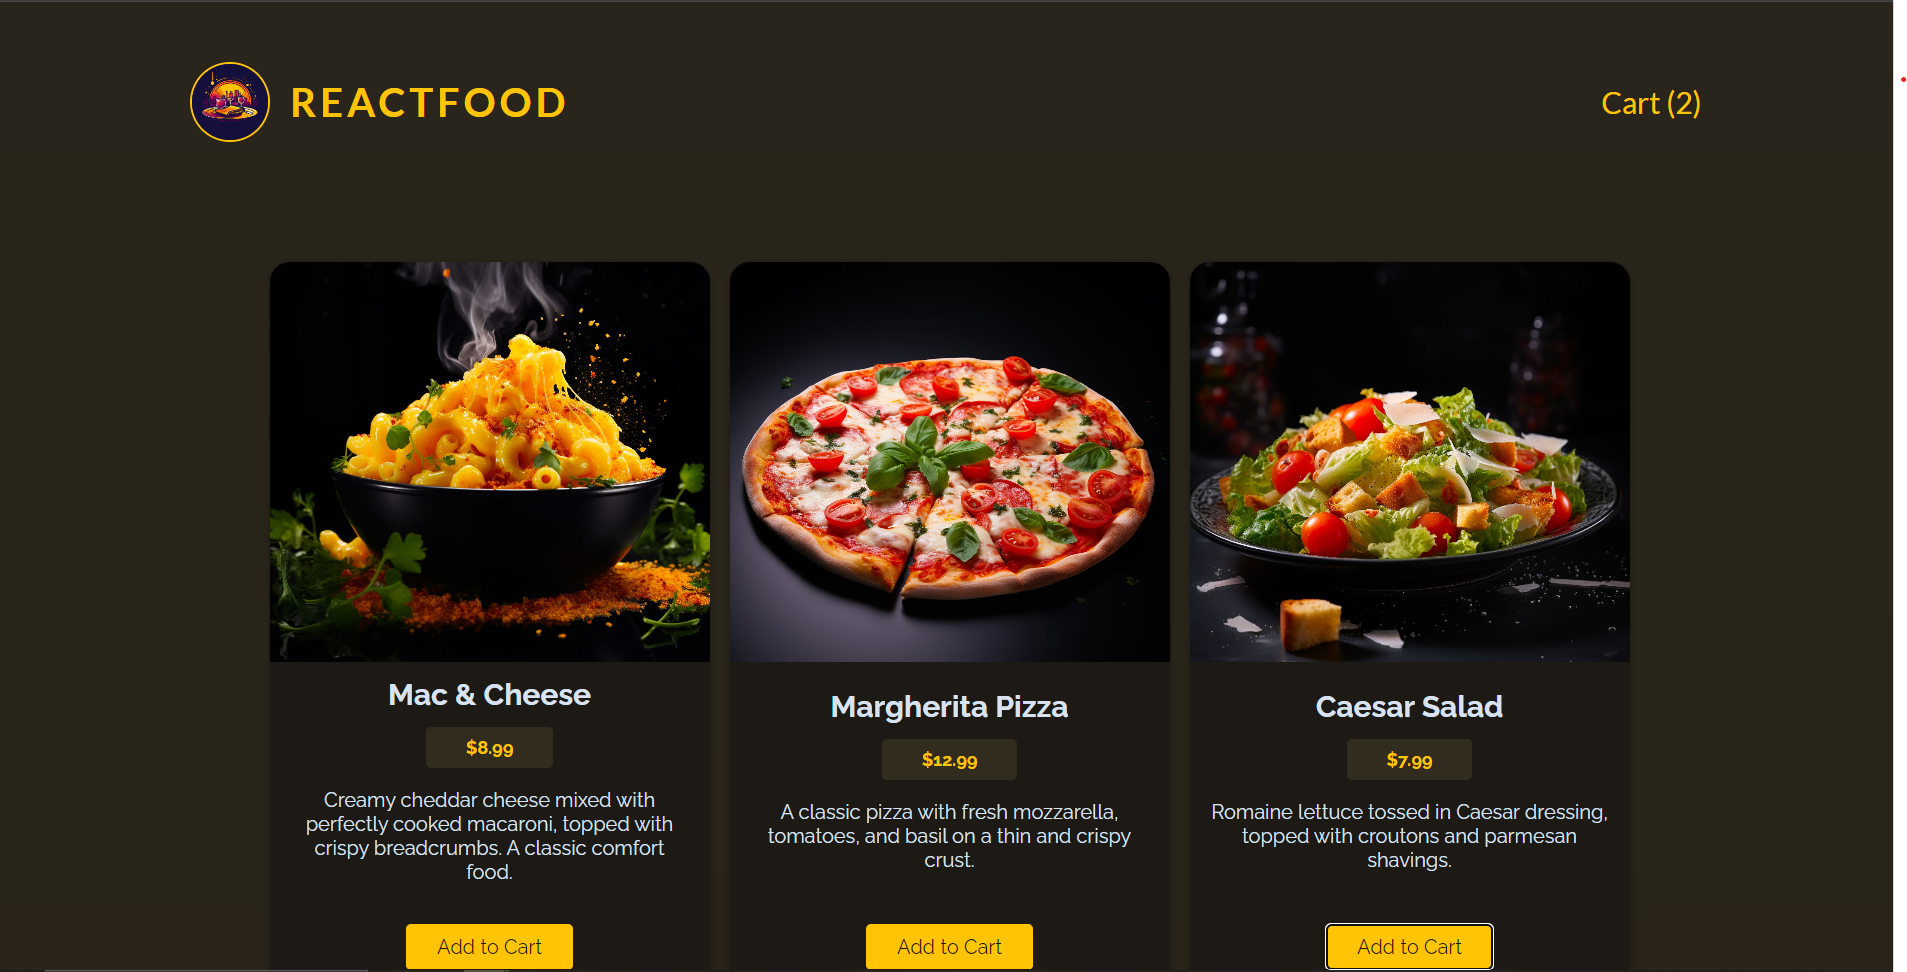 REACTFOOD
Cart (2)
Mac & Cheese
$8.99
Creamy cheddar cheese mixed with
perfectly cooked macaroni, topped with
crispy breadcrumbs. A classic comfort
food.
Add to Cart
Margherita Pizza
$12.99
A classic pizza with fresh mozzarella,
tomatoes, and basil on a thin and crispy
crust.
Add to Cart
Caesar Salad
$7.99
Romaine lettuce tossed in Caesar dressing,
topped with croutons and parmesan
shavings.
Add to Cart